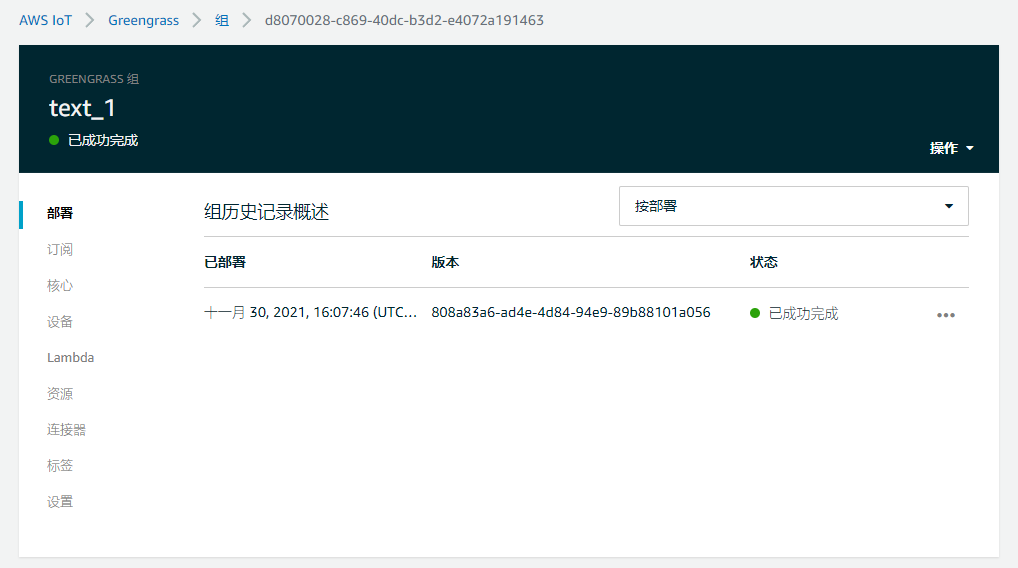 AWS IoT > Greengrass > 组 > d8070028-c869-40dc-b3d2-e4072a191463
GREENGRASS 组
text_1
已成功完成
操作
部署
订阅
核心
设备
Lambda
资源
连接器
标签
设置
组历史记录概述
按部署
已部署 版本 状态
十一月 30, 2021, 16:07:46 (UTC... 808a83a6-ad4e-4d84-94e9-89b88101a056 已成功完成